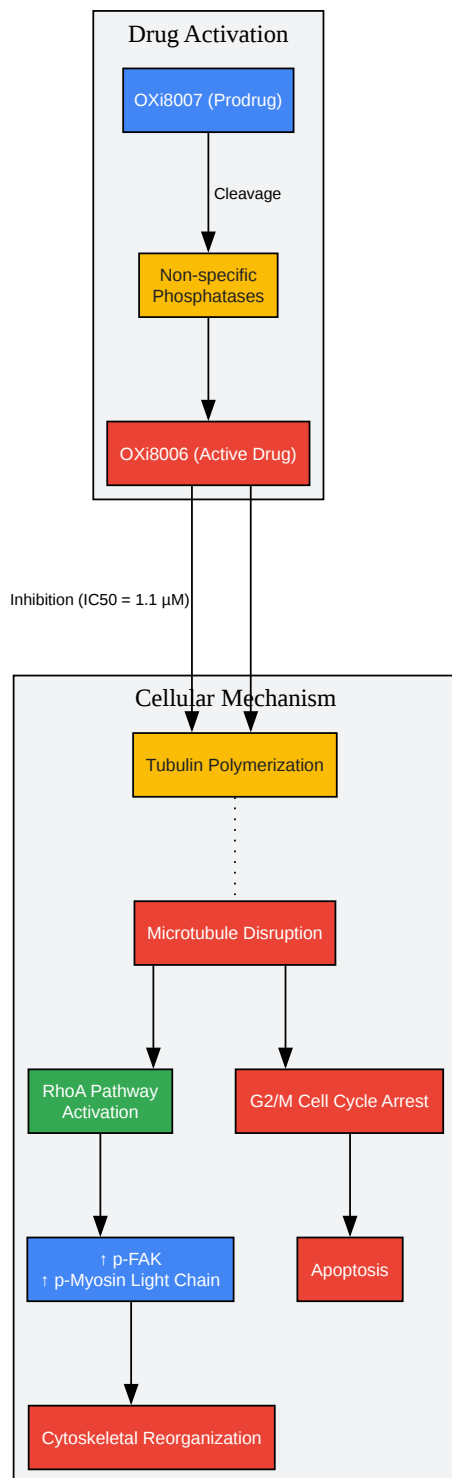 Drug Activation
OXi8007 (Prodrug)
Cleavage
Non-specific
Phosphatases
OXi8006 (Active Drug)
Inhibition (IC50 = 1.1 µM)
Cellular Mechanism
Tubulin Polymerization
Microtubule Disruption
RhoA Pathway
Activation
G2/M Cell Cycle Arrest
↑ p-FAK
↑ p-Myosin Light Chain
Apoptosis
Cytoskeletal Reorganization